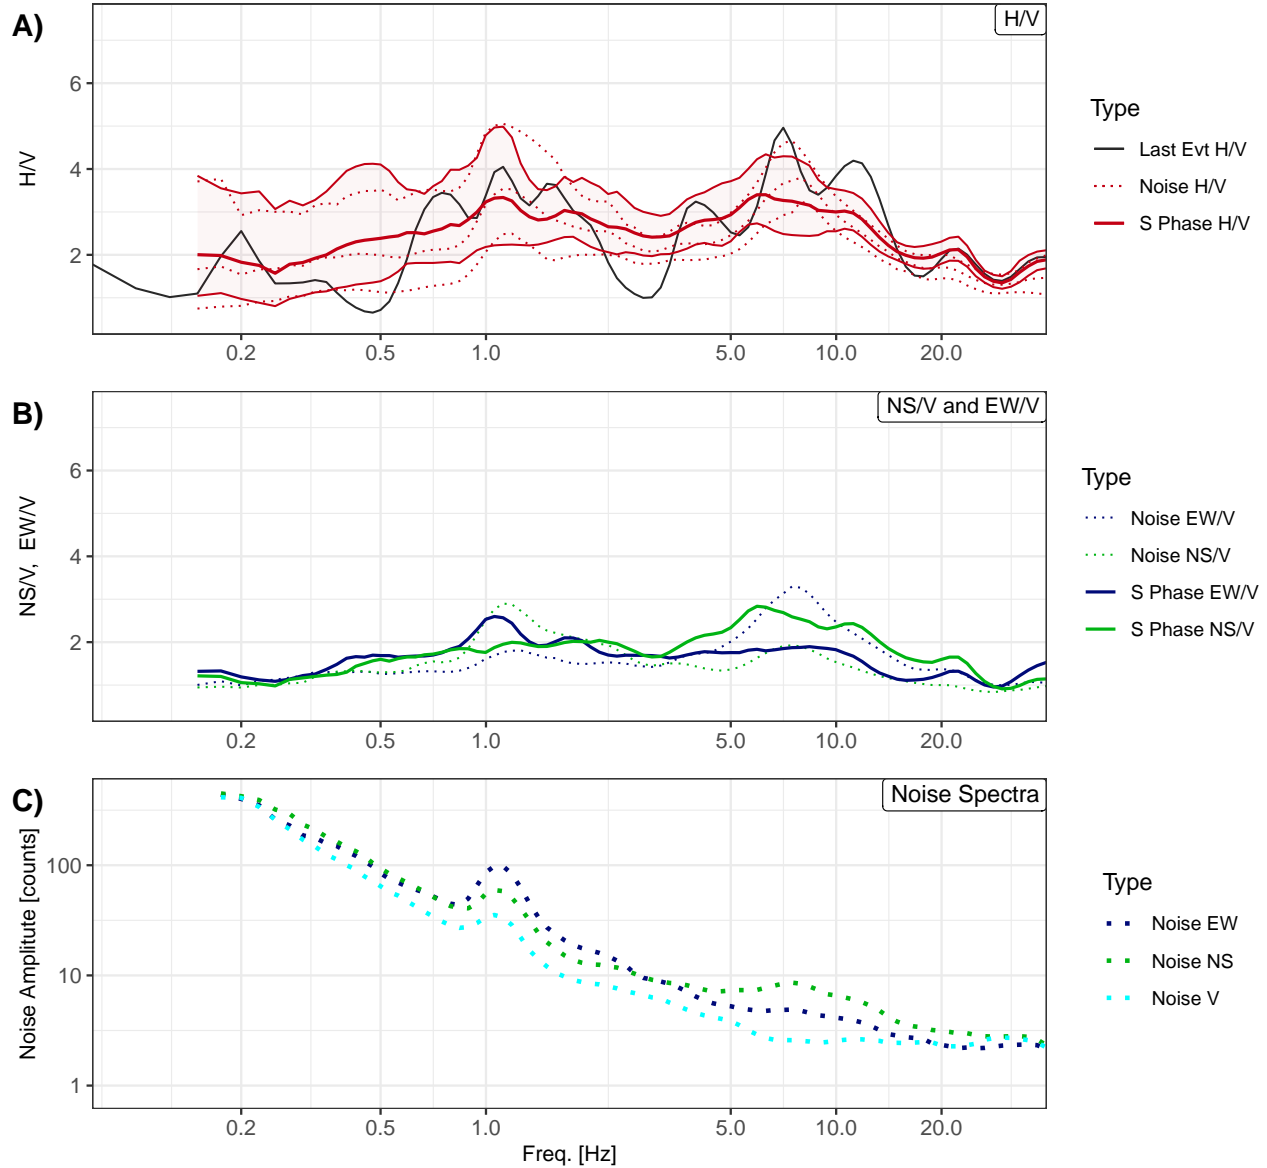 A)
H/V
6
4
2
H/V
0.2 0.5 1.0 5.0 10.0 20.0
Type
Last Evt H/V
Noise H/V
S Phase H/V
B)
NS/V and EW/V
6
4
2
NS/V,  EW/V
0.2 0.5 1.0 5.0 10.0 20.0
Type
Noise EW/V
Noise NS/V
S Phase EW/V
S Phase NS/V
C)
Noise Spectra
100
10
1
Noise Amplitute [counts]
0.2 0.5 1.0 5.0 10.0 20.0
Freq. [Hz]
Type
Noise EW
Noise NS
Noise V